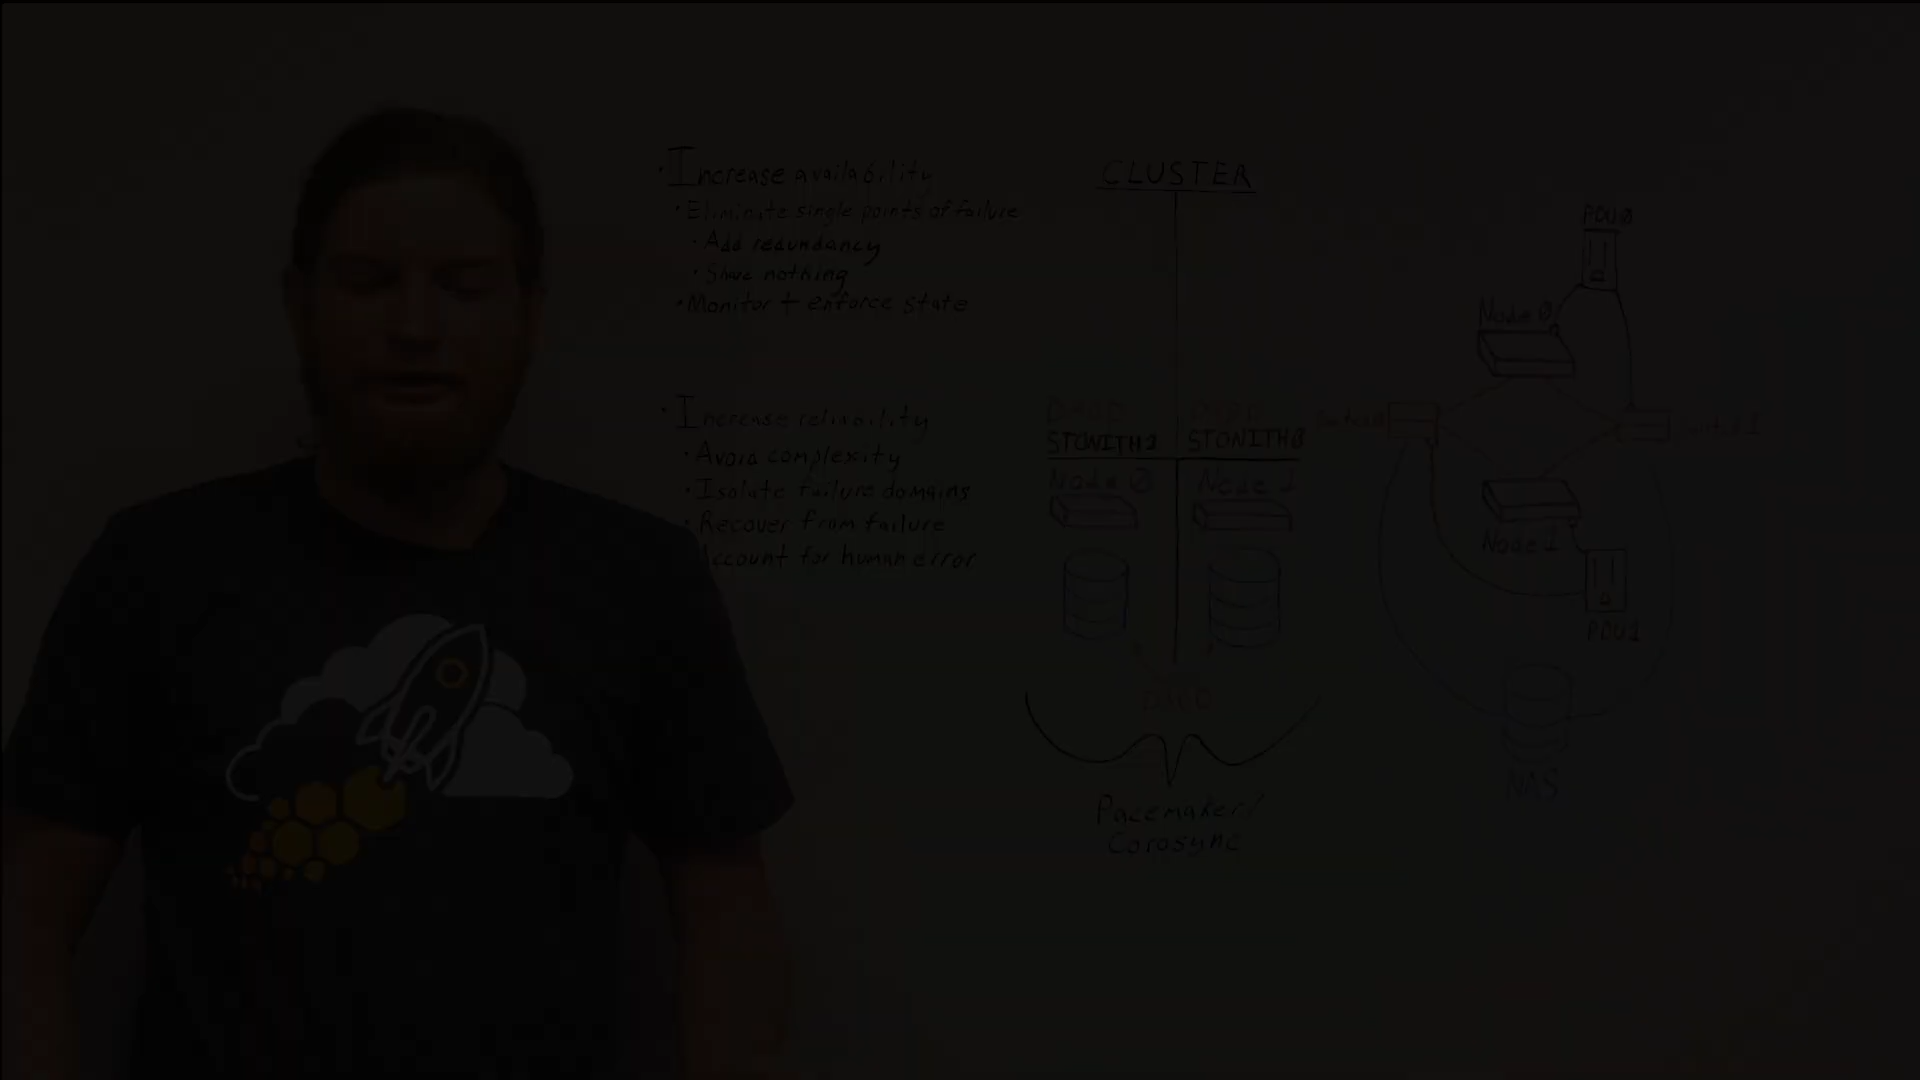 · Increase availability
· Eliminate single points of failure
· Add redundancy
· Share nothing
· Monitor + enforce state
· Increase reliability
· Avoid complexity
· Isolate failure domains
· Recover from failure
Account for human error
CLUSTER
STONITH1 STONITH0
Node 0 Node 1
Pacemaker/
Corosync
PDU0
Node 0
Node 1
PDU1
NAS